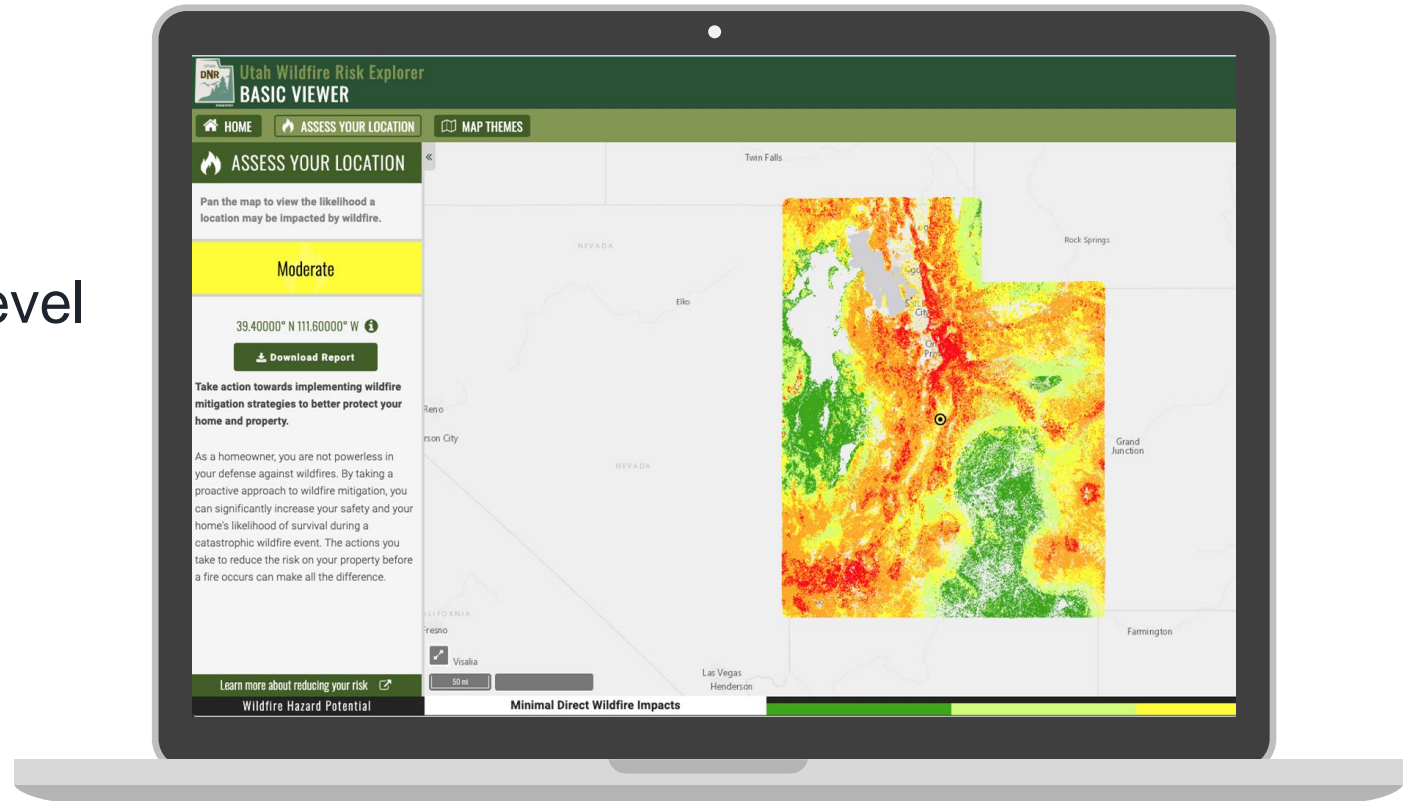 evel
UTAH
DNR
FORESTRY
Utah Wildfire Risk Explorer
BASIC VIEWER
HOME
ASSESS YOUR LOCATION
MAP THEMES
ASSESS YOUR LOCATION
«
Pan the map to view the likelihood a
location may be impacted by wildfire.
Moderate
39.40000° N 111.60000° W
Download Report
Take action towards implementing wildfire
mitigation strategies to better protect your
home and property.
As a homeowner, you are not powerless in
your defense against wildfires. By taking a
proactive approach to wildfire mitigation, you
can significantly increase your safety and your
home's likelihood of survival during a
catastrophic wildfire event. The actions you
take to reduce the risk on your property before
a fire occurs can make all the difference.
Learn more about reducing your risk
Wildfire Hazard Potential
Twin Falls
NEVADA
Rock Springs
Elko
City
Reno
rson City
Grand
Junction
NEVADA
ALIFORNIA
Fresno
Visalia
Las Vegas
Henderson
Farmington
50 mi
Minimal Direct Wildfire Impacts